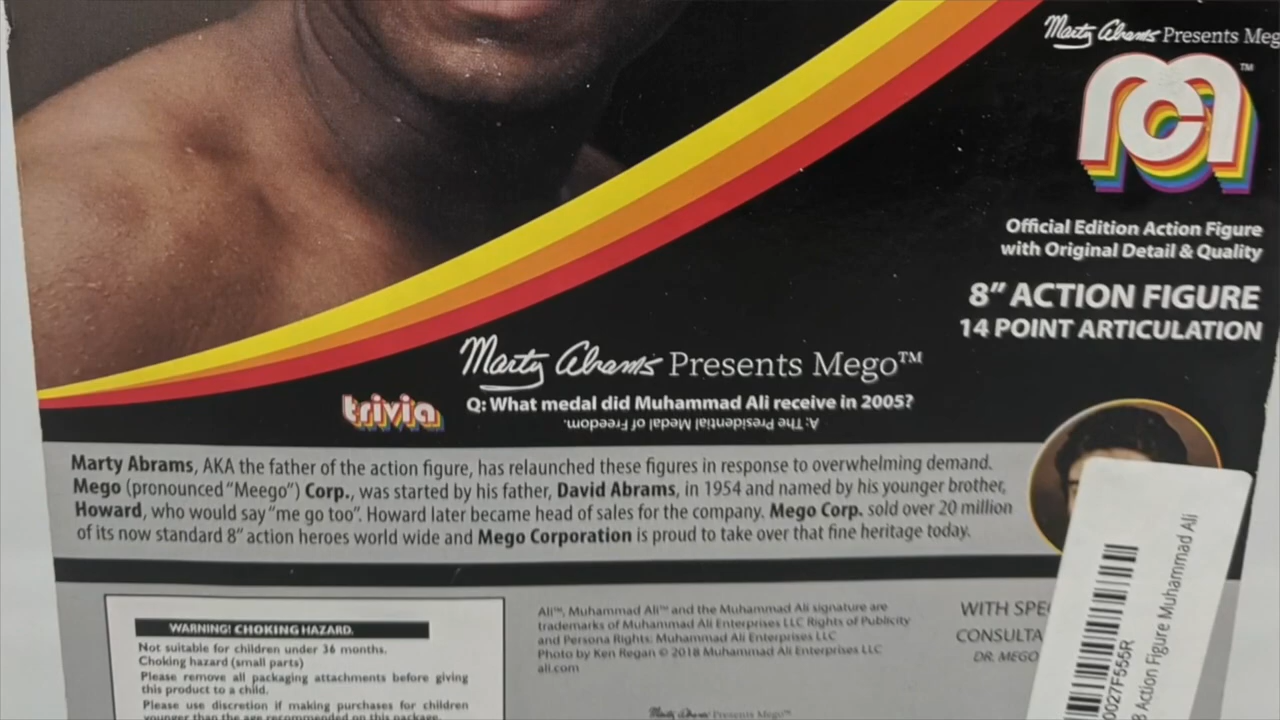 Marty Abrams Presents Meg
TM
Official Edition Action Figure
with Original Detail & Quality
8" ACTION FIGURE
14 POINT ARTICULATION
Marty Abrams Presents Mego™
trivia Q: What medal did Muhammad Ali receive in 2005?
A: The Presidential Medal of Freedom.
Marty Abrams, AKA the father of the action figure, has relaunched these figures in response to overwhelming demand.
Mego (pronounced "Meego") Corp., was started by his father, David Abrams, in 1954 and named by his younger brother,
Howard, who would say "me go too". Howard later became head of sales for the company. Mego Corp. sold over 20 million
of its now standard 8" action heroes world wide and Mego Corporation is proud to take over that fine heritage today.
WARNING! CHOKING HAZARD.
Not suitable for children under 36 months.
Choking hazard (small parts)
Please remove all packaging attachments before giving
this product to a child.
Please use discretion if making purchases for children
younger than the age recommended on this package.
Ali™, Muhammad Ali™ and the Muhammad Ali signature are
trademarks of Muhammad Ali Enterprises LLC Rights of Publicity
and Persona Rights: Muhammad Ali Enterprises LLC
Photo by Ken Regan © 2018 Muhammad Ali Enterprises LLC
ali.com
Marty Abrams Presents Mego™
WITH SPE
CONSULTA
DR. MEGO
0027F555R
8 Action Figure Muhammad Ali